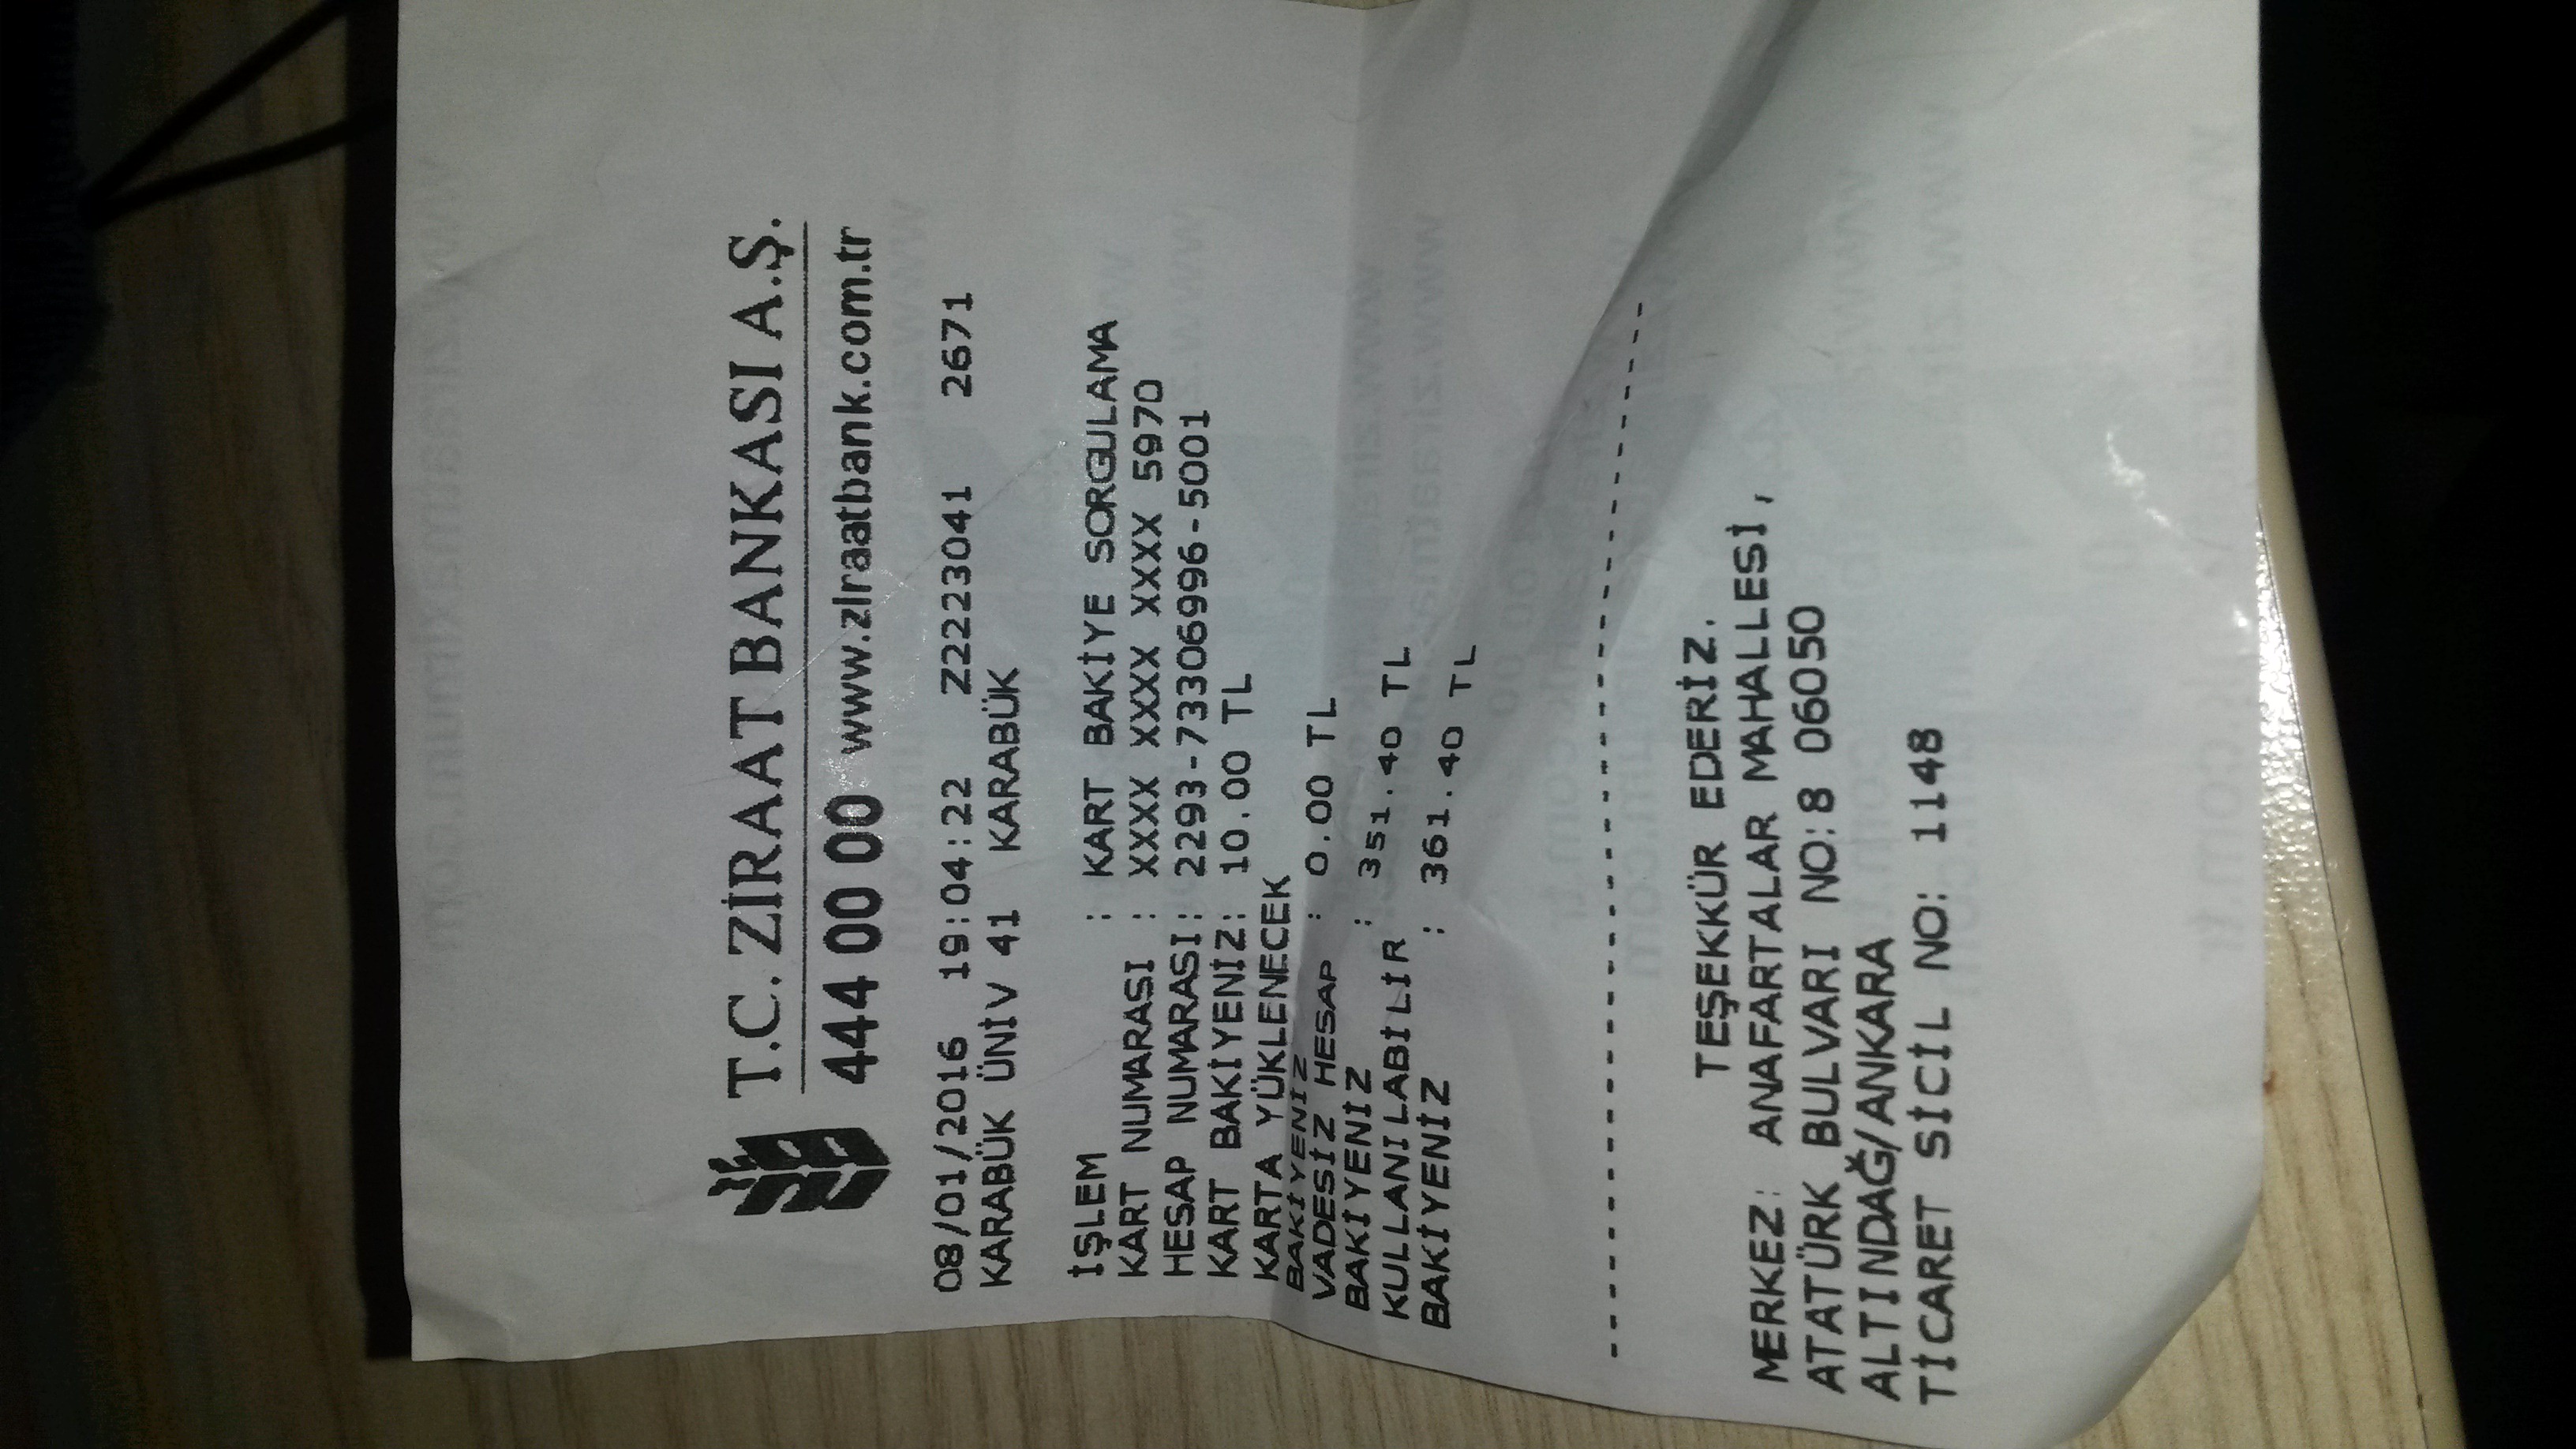 T.C. ZİRAAT BANKASI A.Ş.
444 00 00 www.ziraatbank.com.tr
08/01/2016 19:04:22 Z2223041 2671
KARABÜK ÜNİV 41 KARABÜK
İŞLEM : KART BAKİYE SORGULAMA
KART NUMARASI : XXXX XXXX XXXX 5970
HESAP NUMARASI: 2293-73306996-5001
KART BAKİYENİZ: 10.00 TL
KARTA YÜKLENECEK
BAKİYENİZ : 0.00 TL
VADESİZ HESAP
BAKİYENİZ : 351.40 TL
KULLANILABİLİR
BAKİYENİZ : 361.40 TL
--------------------------------------
TEŞEKKÜR EDERİZ.
MERKEZ: ANAFARTALAR MAHALLESİ,
ATATÜRK BULVARI NO:8 06050
ALTINDAĞ/ANKARA
TİCARET SİCİL NO: 1148